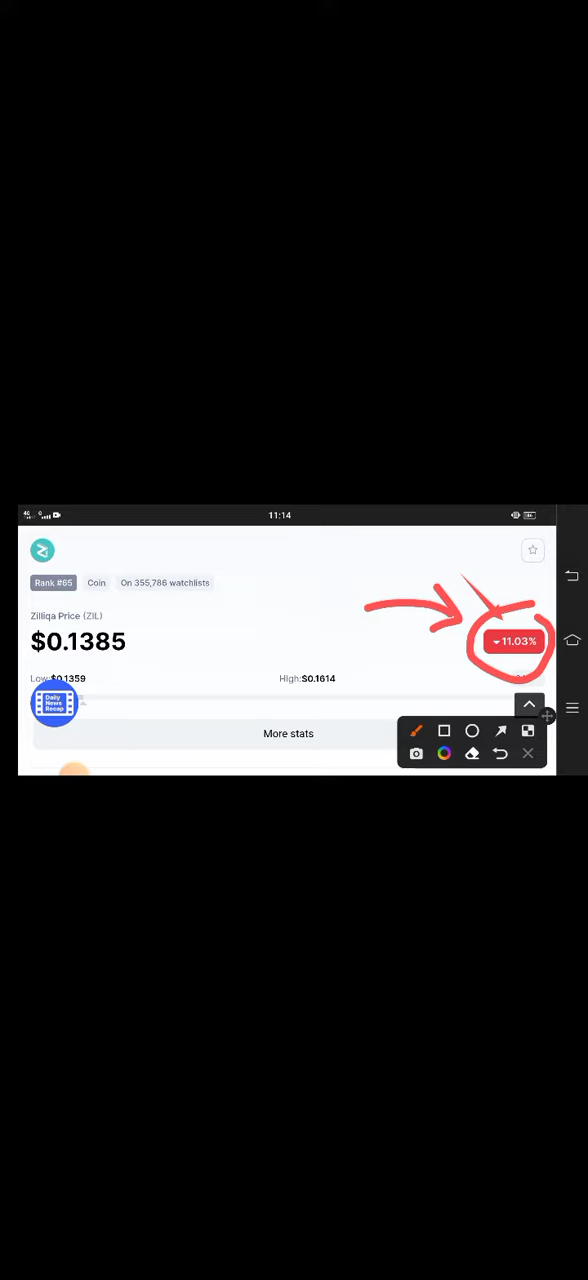 11:14
Rank #65 Coin On 355,786 watchlists
Zilliqa Price (ZIL)
$0.1385
11.03%
Low:$0.1359 High:$0.1614
Daily
News
Recap
More stats